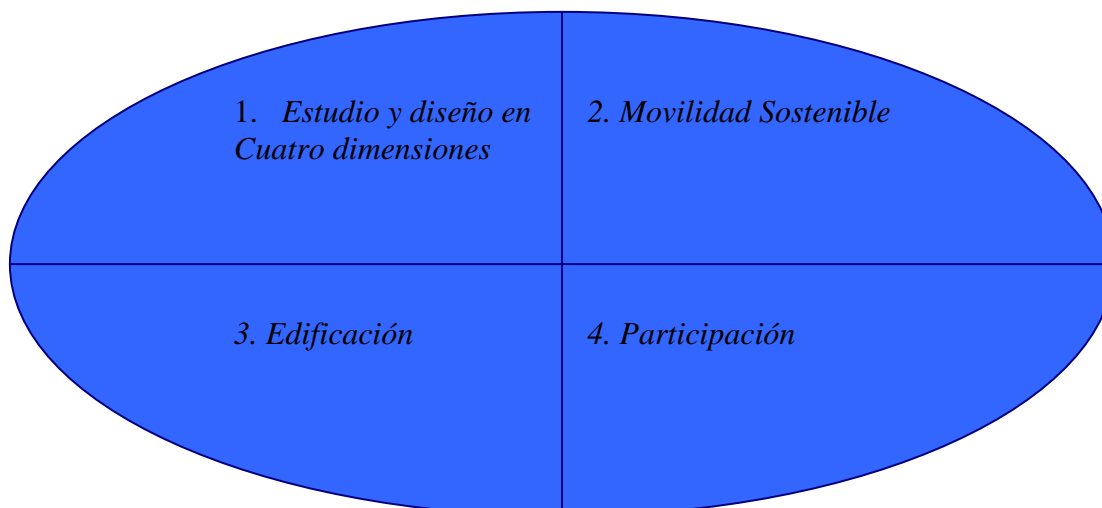 1. Estudio y diseño en
Cuatro dimensiones
2. Movilidad Sostenible
3. Edificación
4. Participación